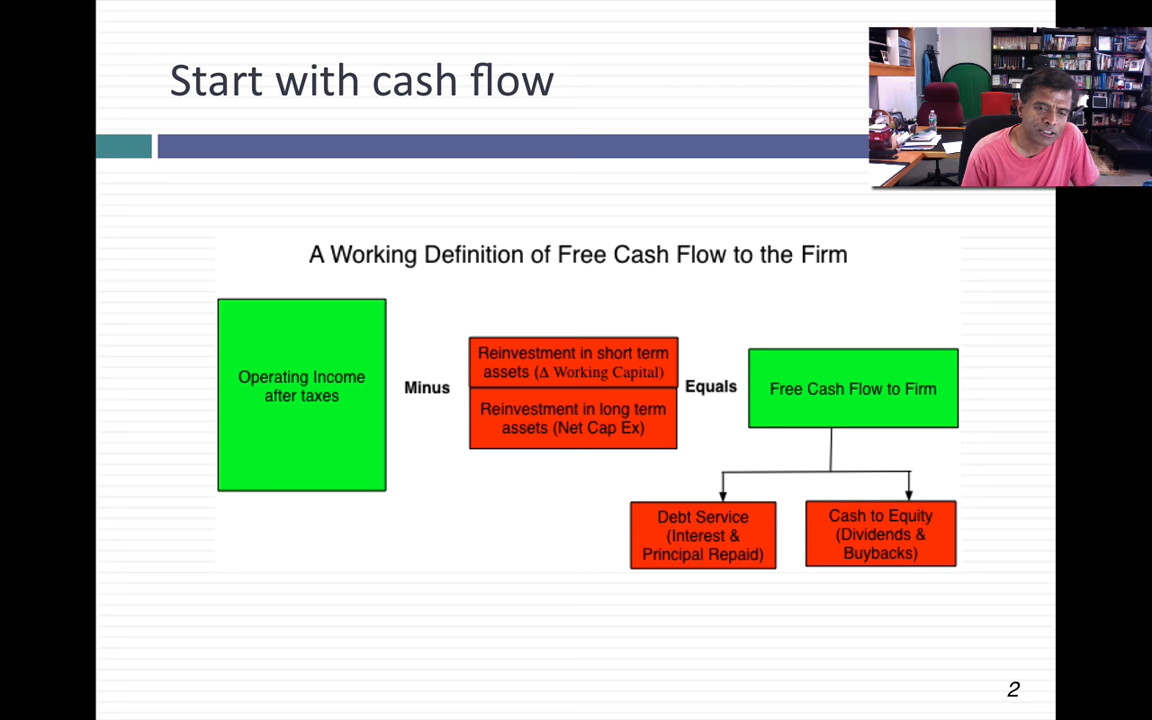 Start with cash flow
A Working Definition of Free Cash Flow to the Firm
Operating Income
after taxes
Minus
Reinvestment in short term
assets (Δ Working Capital)
Reinvestment in long term
assets (Net Cap Ex)
Equals
Free Cash Flow to Firm
Debt Service
(Interest &
Principal Repaid)
Cash to Equity
(Dividends &
Buybacks)
2